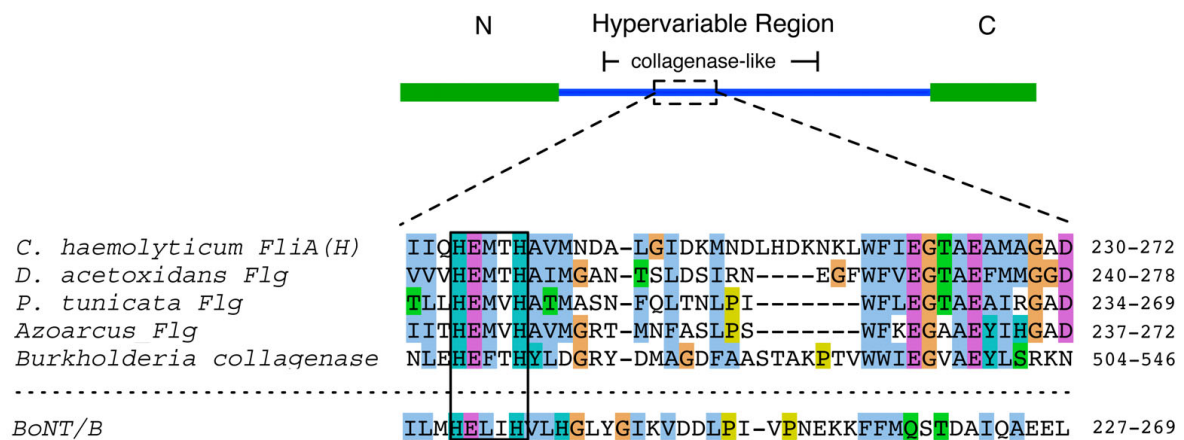 N Hypervariable Region C
collagenase-like
C. haemolyticum FliA(H) IIQHEMTHAVMNDA-LGIDKMNDLHDKNKLWFIEGTAEAMAGAD 230-272
D. acetoxidans Flg VVVHEMTHAIMGAN-TSLDSIRN----EGFWFVEGTAEFMMGGD 240-278
P. tunicata Flg TLLHEMVHATMASN-FQLTNLPI-------WFLEGTAEAIRGAD 234-269
Azoarcus Flg IITHEMVHAVMGRT-MNFASLPS-------WFKEGAAEYIHGAD 237-272
Burkholderia collagenase NLEHEFTHYLDGRY-DMAGDFAASTAKPTVWWIEGVAEYLSRKN 504-546
BoNT/B ILMHELIHVLHGLYGIKVDDLPI-VPNEKKFFMQSTDAIQAEEL 227-269